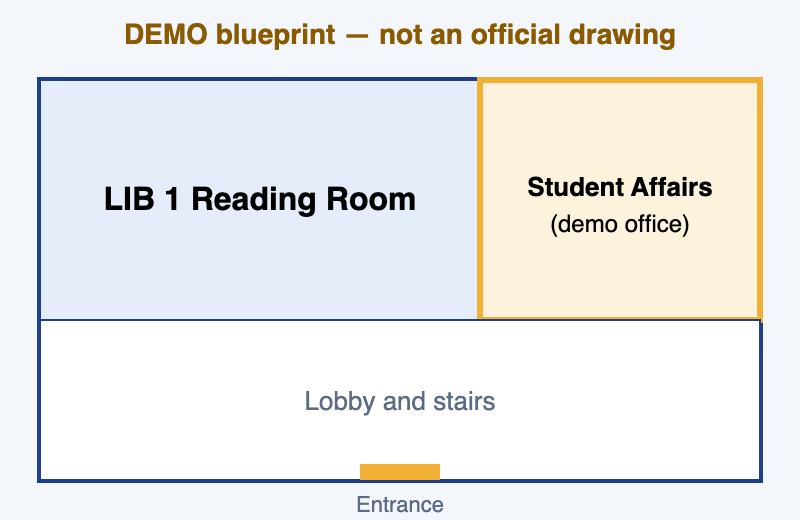 DEMO blueprint — not an official drawing
LIB 1 Reading Room
Student Affairs
(demo office)
Lobby and stairs
Entrance